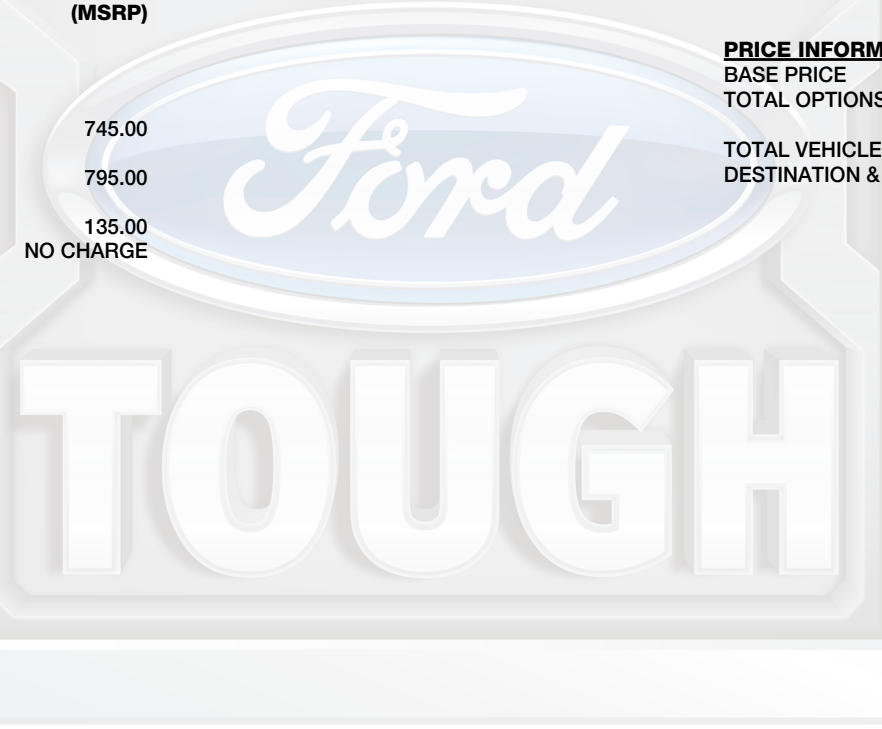 (MSRP)
745.00
795.00
135.00
NO CHARGE
PRICE INFORM
BASE PRICE
TOTAL OPTIONS
TOTAL VEHICLE
DESTINATION &
Ford
TOUGH